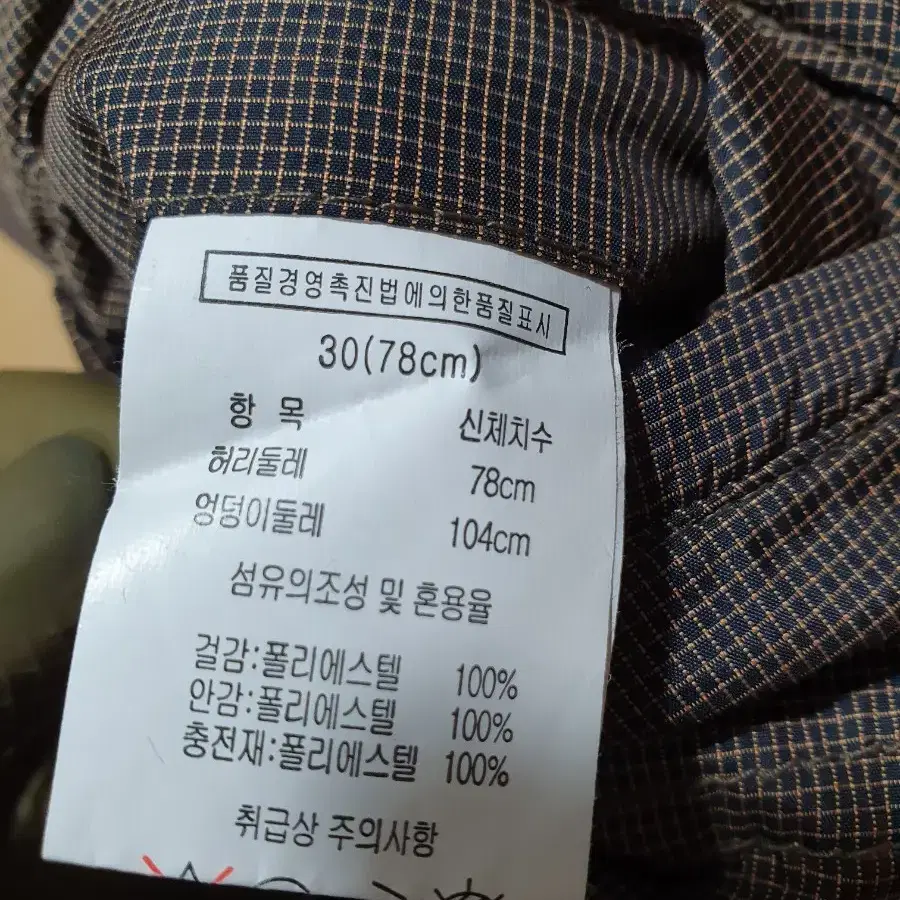 품질경영촉진법에의한품질표시
30(78cm)
항 목 신체치수
허리둘레 78cm
엉덩이둘레 104cm
섬유의조성 및 혼용율
겉감:폴리에스텔 100%
안감:폴리에스텔 100%
충전재:폴리에스텔 100%
취급상 주의사항